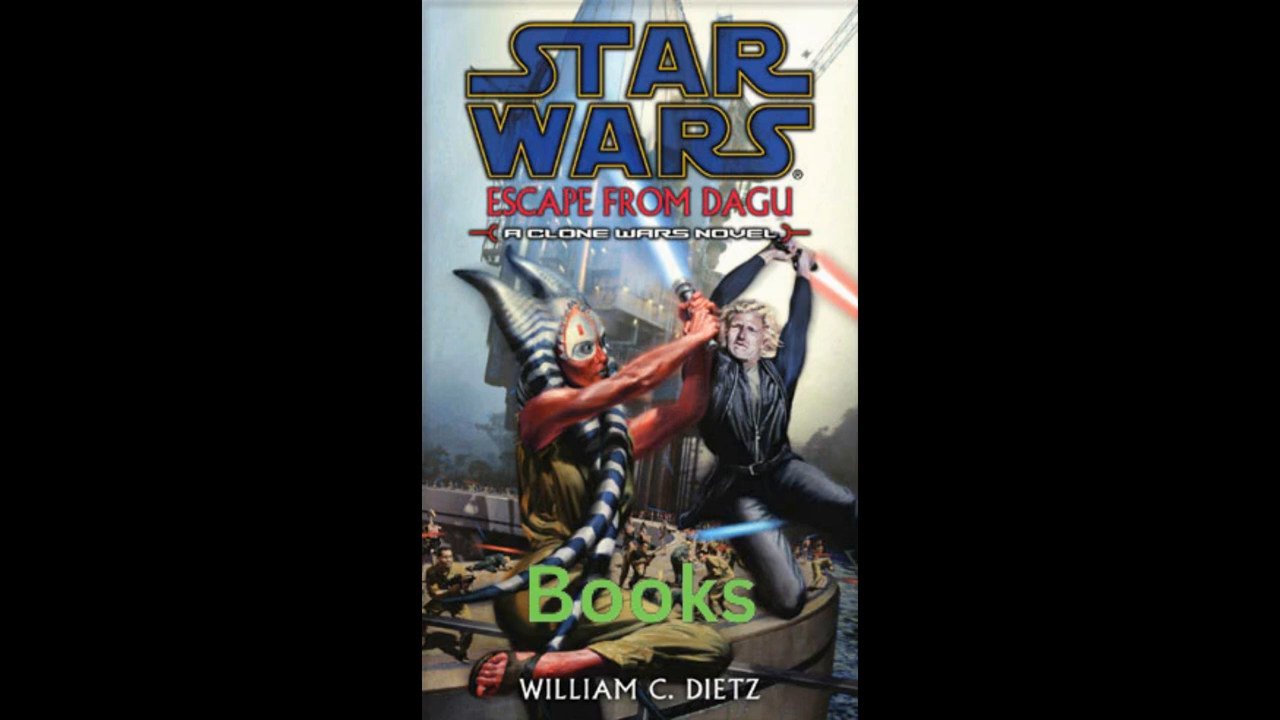 STAR
WARS®
ESCAPE FROM DAGU
A CLONE WARS NOVEL
Books
WILLIAM C. DIETZ